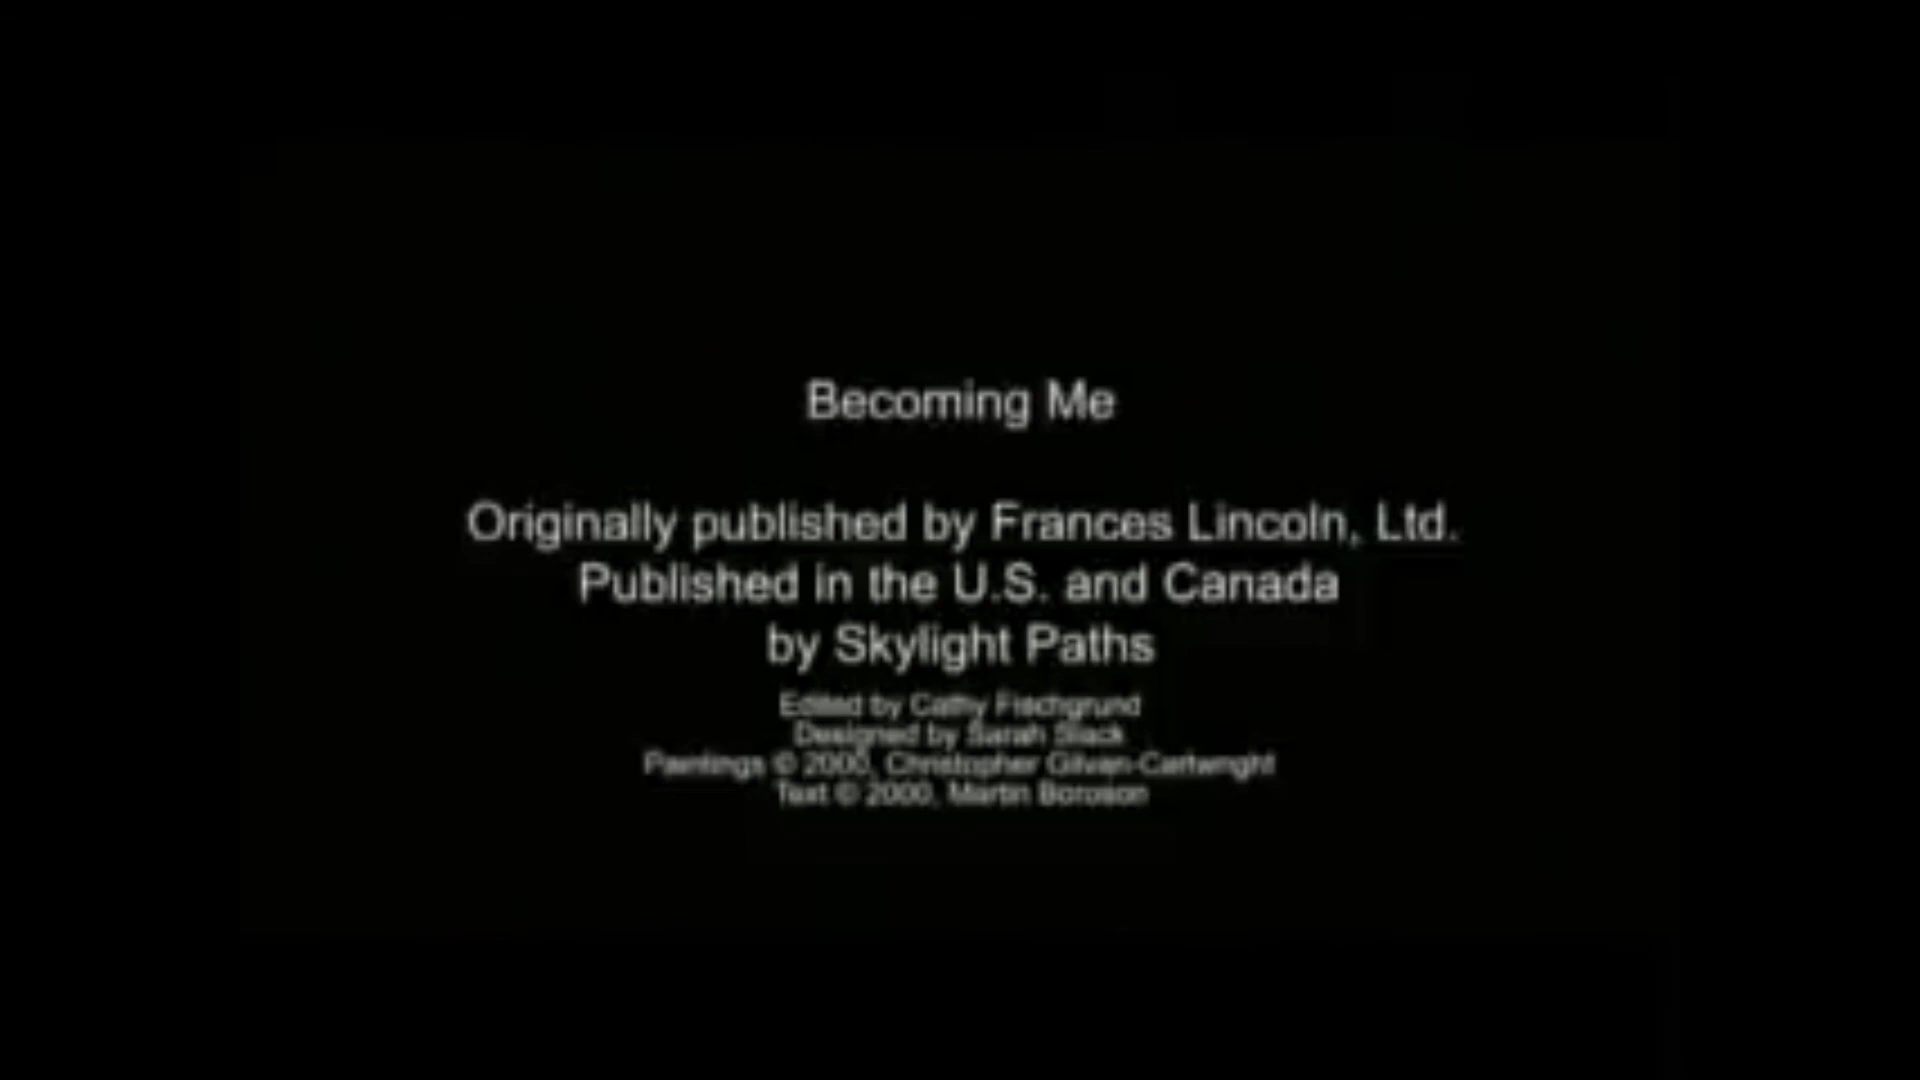 Becoming Me
Originally published by Frances Lincoln, Ltd.
Published in the U.S. and Canada
by Skylight Paths
Edited by Cathy Fischgrund
Designed by Sarah Slack
Paintings © 2000, Christopher Gilvan-Cartwright
Text © 2000, Martin Boroson